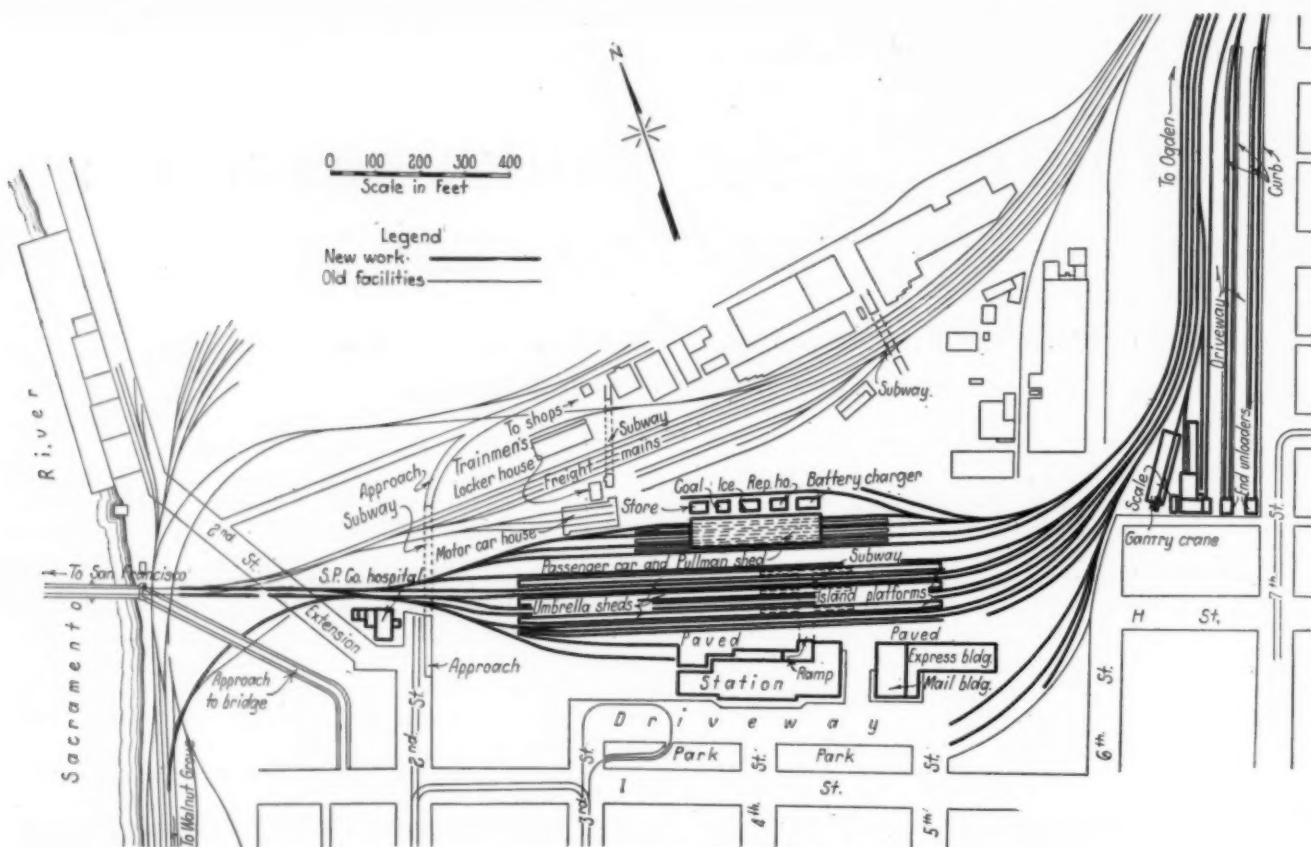 N
0 100 200 300 400
Scale in Feet
Legend
New work
Old facilities
To Ogden
Curb
Driveway
End unloaders
Scale
Gantry crane
7th St.
H St.
6th St.
Subway.
To shops
Trainmen's
Locker house
Subway
Freight mains
Approach
Subway
Motor car house
Store
Coal Ice Rep. ho. Battery charger
Passenger car and Pullman shed
Subway
Umbrella sheds
Island platforms
S.P. Co. hospital
2nd St. Extension
To San Francisco
Sacramento River
Approach
to bridge
To Walnut Grove
Approach
2nd St.
Paved
Ramp
Station
Paved
Express bldg.
Mail bldg.
Driveway
Park
Park
I St.
3rd St.
4th St.
5th St.